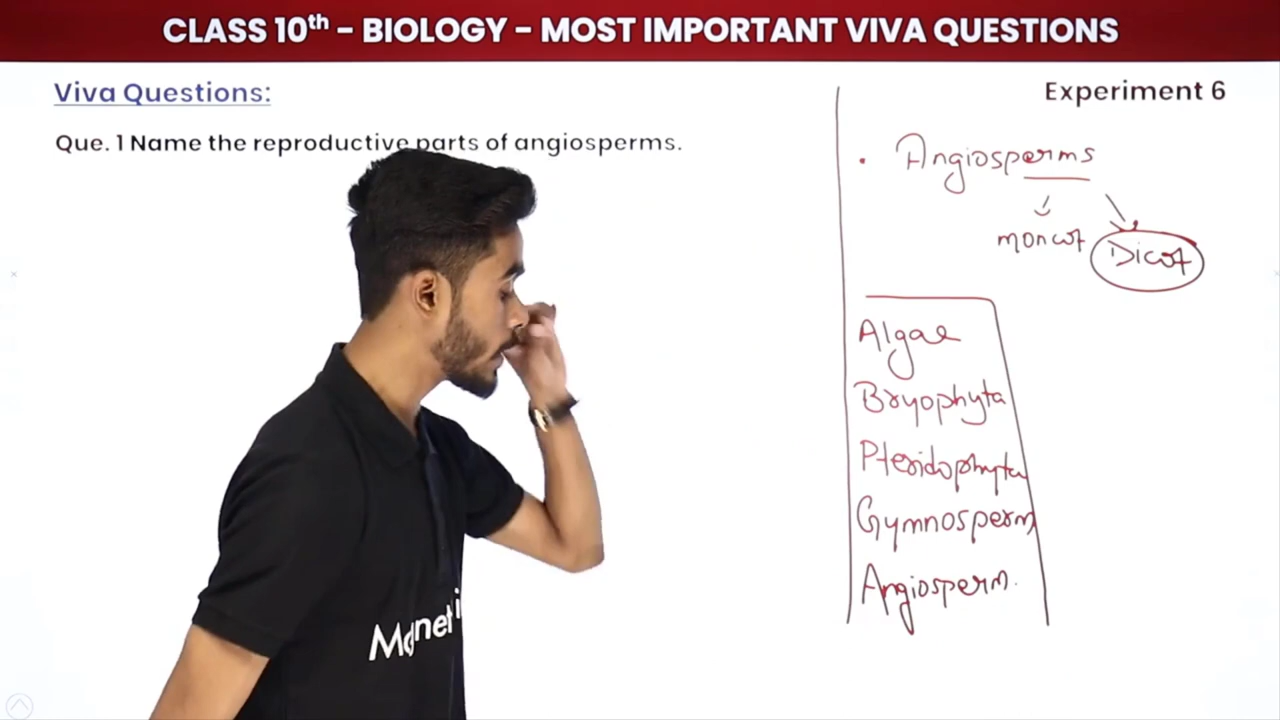 CLASS 10th - BIOLOGY - MOST IMPORTANT VIVA QUESTIONS
Viva Questions:
Experiment 6
Que. 1 Name the reproductive parts of angiosperms.
• Angiosperms
monocot
Dicot
Algae
Bryophyta
Pteridophyta
Gymnosperm
Angiosperm.